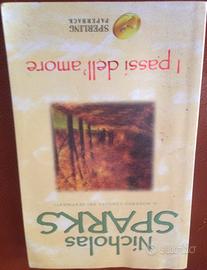 Nicholas
SPARKS
I passi dell'amore
SPERLING
PAPERBACK
subito